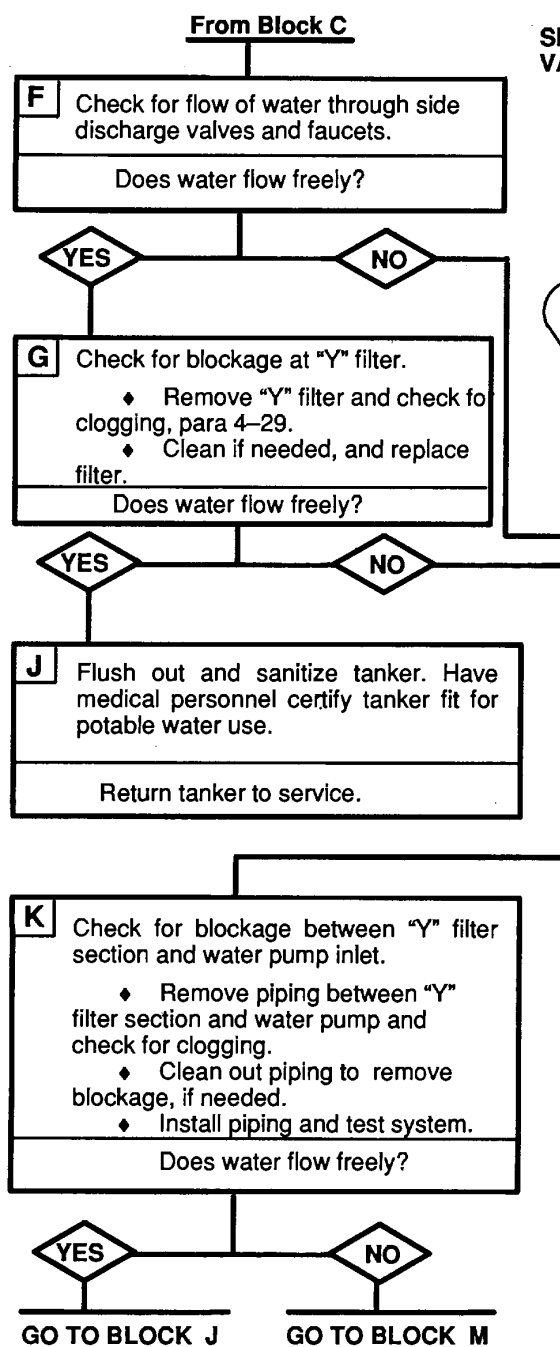 From Block C
SI
VA
F
Check for flow of water through side
discharge valves and faucets.
Does water flow freely?
YES
NO
G
Check for blockage at "Y" filter.
♦ Remove "Y" filter and check fo
clogging, para 4–29.
♦ Clean if needed, and replace
filter.
Does water flow freely?
YES
NO
J
Flush out and sanitize tanker. Have
medical personnel certify tanker fit for
potable water use.
Return tanker to service.
K
Check for blockage between "Y" filter
section and water pump inlet.
♦ Remove piping between "Y"
filter section and water pump and
check for clogging.
♦ Clean out piping to remove
blockage, if needed.
♦ Install piping and test system.
Does water flow freely?
YES
NO
GO TO BLOCK J
GO TO BLOCK M